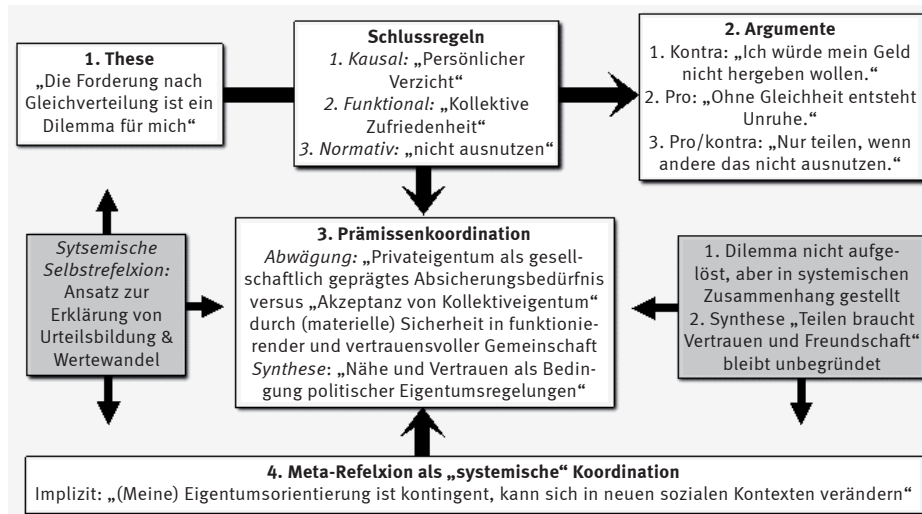 1. These
„Die Forderung nach
Gleichverteilung ist ein
Dilemma für mich“
Schlussregeln
1. Kausal: „Persönlicher
Verzicht“
2. Funktional: „Kollektive
Zufriedenheit“
3. Normativ: „nicht ausnutzen“
2. Argumente
1. Kontra: „Ich würde mein Geld
nicht hergeben wollen.“
2. Pro: „Ohne Gleichheit entsteht
Unruhe.“
3. Pro/kontra: „Nur teilen, wenn
andere das nicht ausnutzen.“
Sytsemische
Selbstrefelxion:
Ansatz zur
Erklärung von
Urteilsbildung &
Wertewandel
3. Prämissenkoordination
Abwägung: „Privateigentum als gesell-
schaftlich geprägtes Absicherungsbedürfnis
versus „Akzeptanz von Kollektiveigentum“
durch (materielle) Sicherheit in funktionie-
render und vertrauensvoller Gemeinschaft
Synthese: „Nähe und Vertrauen als Bedin-
gung politischer Eigentumsregelungen“
1. Dilemma nicht aufge-
löst, aber in systemischen
Zusammenhang gestellt
2. Synthese „Teilen braucht
Vertrauen und Freundschaft“
bleibt unbegründet
4. Meta-Refelxion als „systemische“ Koordination
Implizit: „(Meine) Eigentumsorientierung ist kontingent, kann sich in neuen sozialen Kontexten verändern“